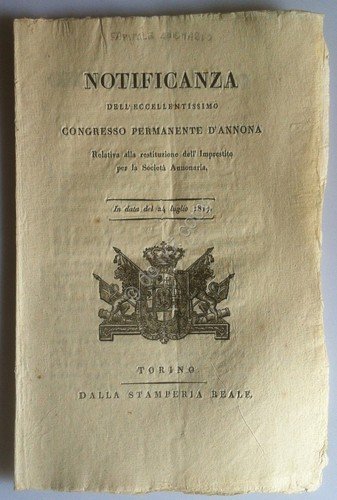 NOTIFICANZA
DELL'ECCELLENTISSIMO
CONGRESSO PERMANENTE D'ANNONA
Relativa alla restituzione dell' Imprestito
per la Società Annonaria.
In data del 24 luglio
TORINO
DALLA STAMPERIA REALE.